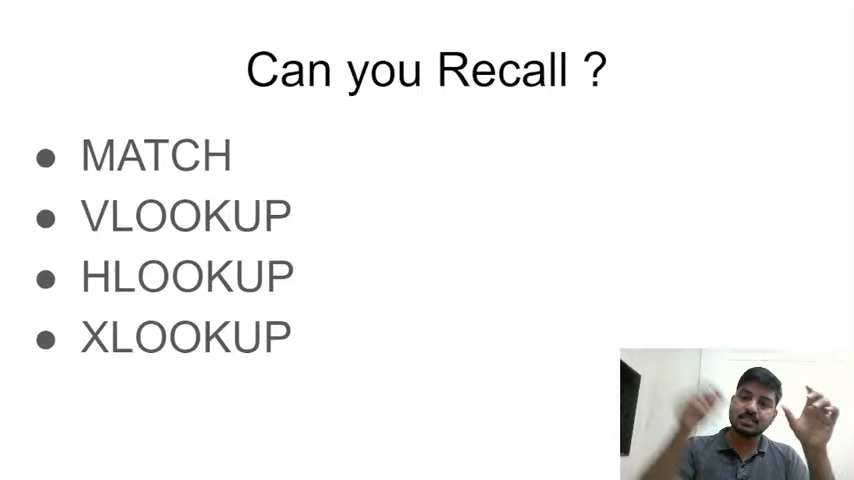 Can you Recall ?
● MATCH
● VLOOKUP
● HLOOKUP
● XLOOKUP